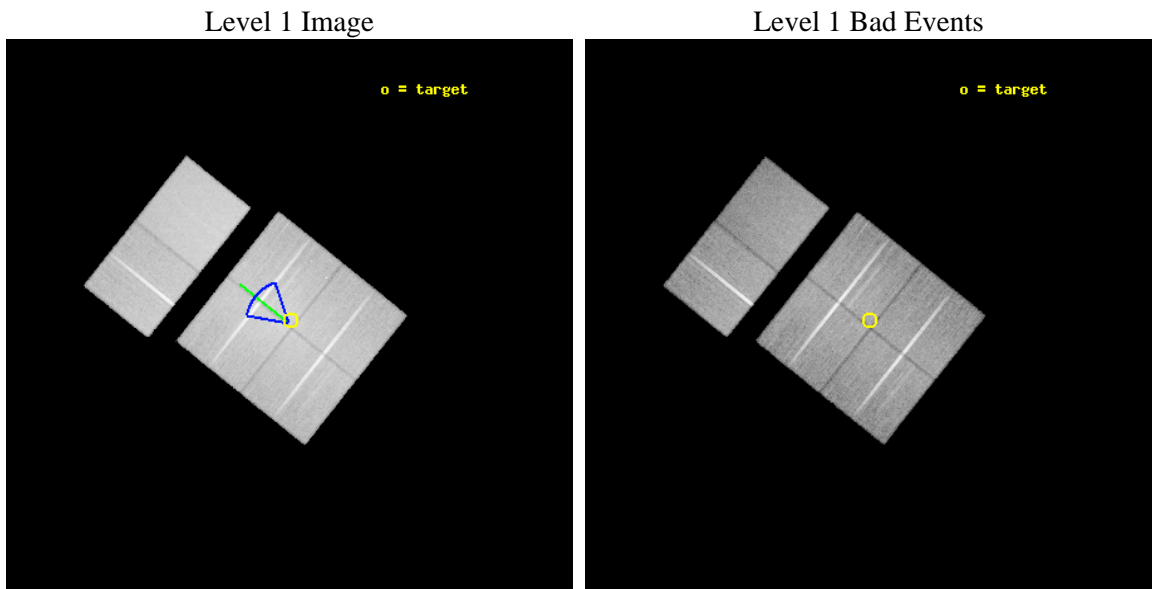 Level 1 Image
Level 1 Bad Events
o = target
o = target